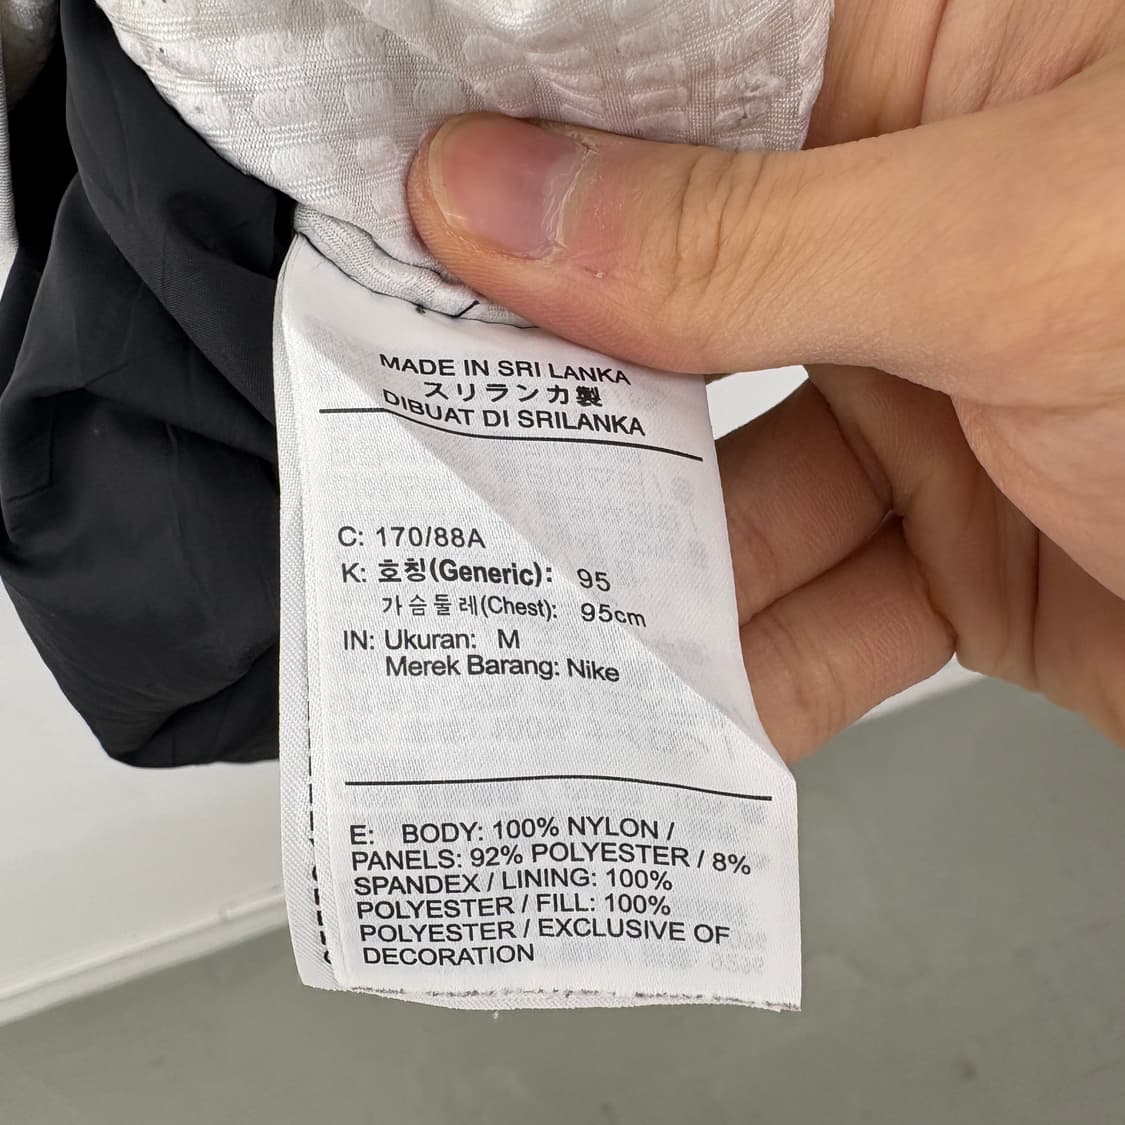 MADE IN SRI LANKA
スリランカ製
DIBUAT DI SRILANKA
C: 170/88A
K: 호칭(Generic): 95
가슴둘레(Chest): 95cm
IN: Ukuran: M
Merek Barang: Nike
E: BODY: 100% NYLON /
PANELS: 92% POLYESTER / 8%
SPANDEX / LINING: 100%
POLYESTER / FILL: 100%
POLYESTER / EXCLUSIVE OF
DECORATION